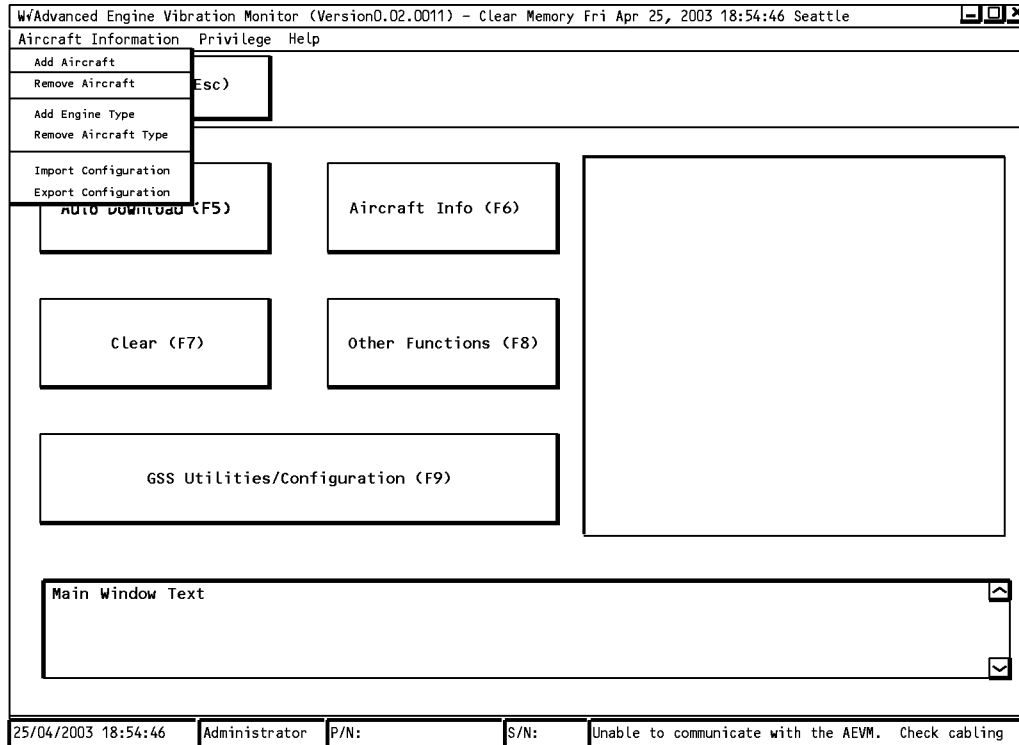 W√Advanced Engine Vibration Monitor (Version0.02.0011) – Clear Memory Fri Apr 25, 2003 18:54:46 Seattle
Aircraft Information Privilege Help
Add Aircraft
Remove Aircraft
Esc)
Add Engine Type
Remove Aircraft Type
Import Configuration
Export Configuration
Auto Download (F5)
Aircraft Info (F6)
Clear (F7)
Other Functions (F8)
GSS Utilities/Configuration (F9)
Main Window Text
25/04/2003 18:54:46 Administrator P/N: S/N: Unable to communicate with the AEVM. Check cabling